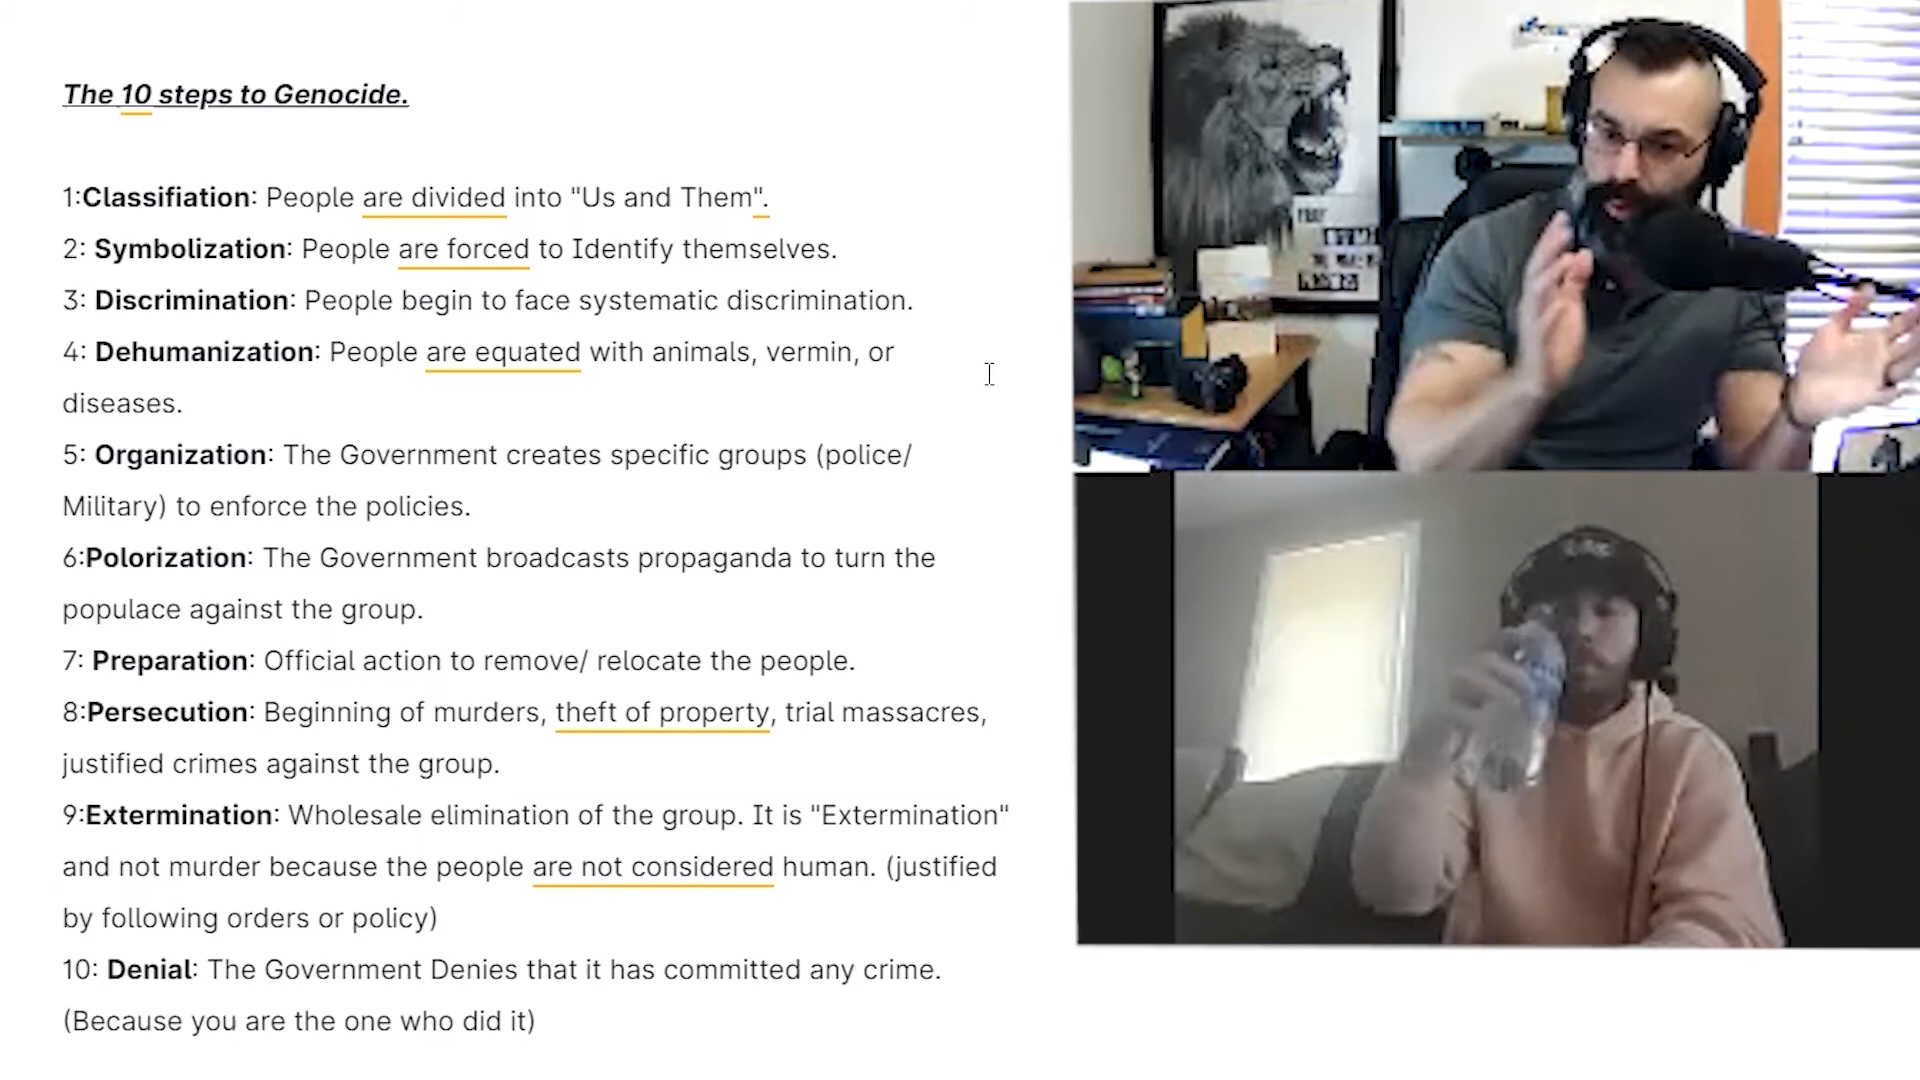 The 10 steps to Genocide.
1:Classifiation: People are divided into "Us and Them".
2: Symbolization: People are forced to Identify themselves.
3: Discrimination: People begin to face systematic discrimination.
4: Dehumanization: People are equated with animals, vermin, or
diseases.
5: Organization: The Government creates specific groups (police/
Military) to enforce the policies.
6:Polorization: The Government broadcasts propaganda to turn the
populace against the group.
7: Preparation: Official action to remove/ relocate the people.
8:Persecution: Beginning of murders, theft of property, trial massacres,
justified crimes against the group.
9:Extermination: Wholesale elimination of the group. It is "Extermination"
and not murder because the people are not considered human. (justified
by following orders or policy)
10: Denial: The Government Denies that it has committed any crime.
(Because you are the one who did it)